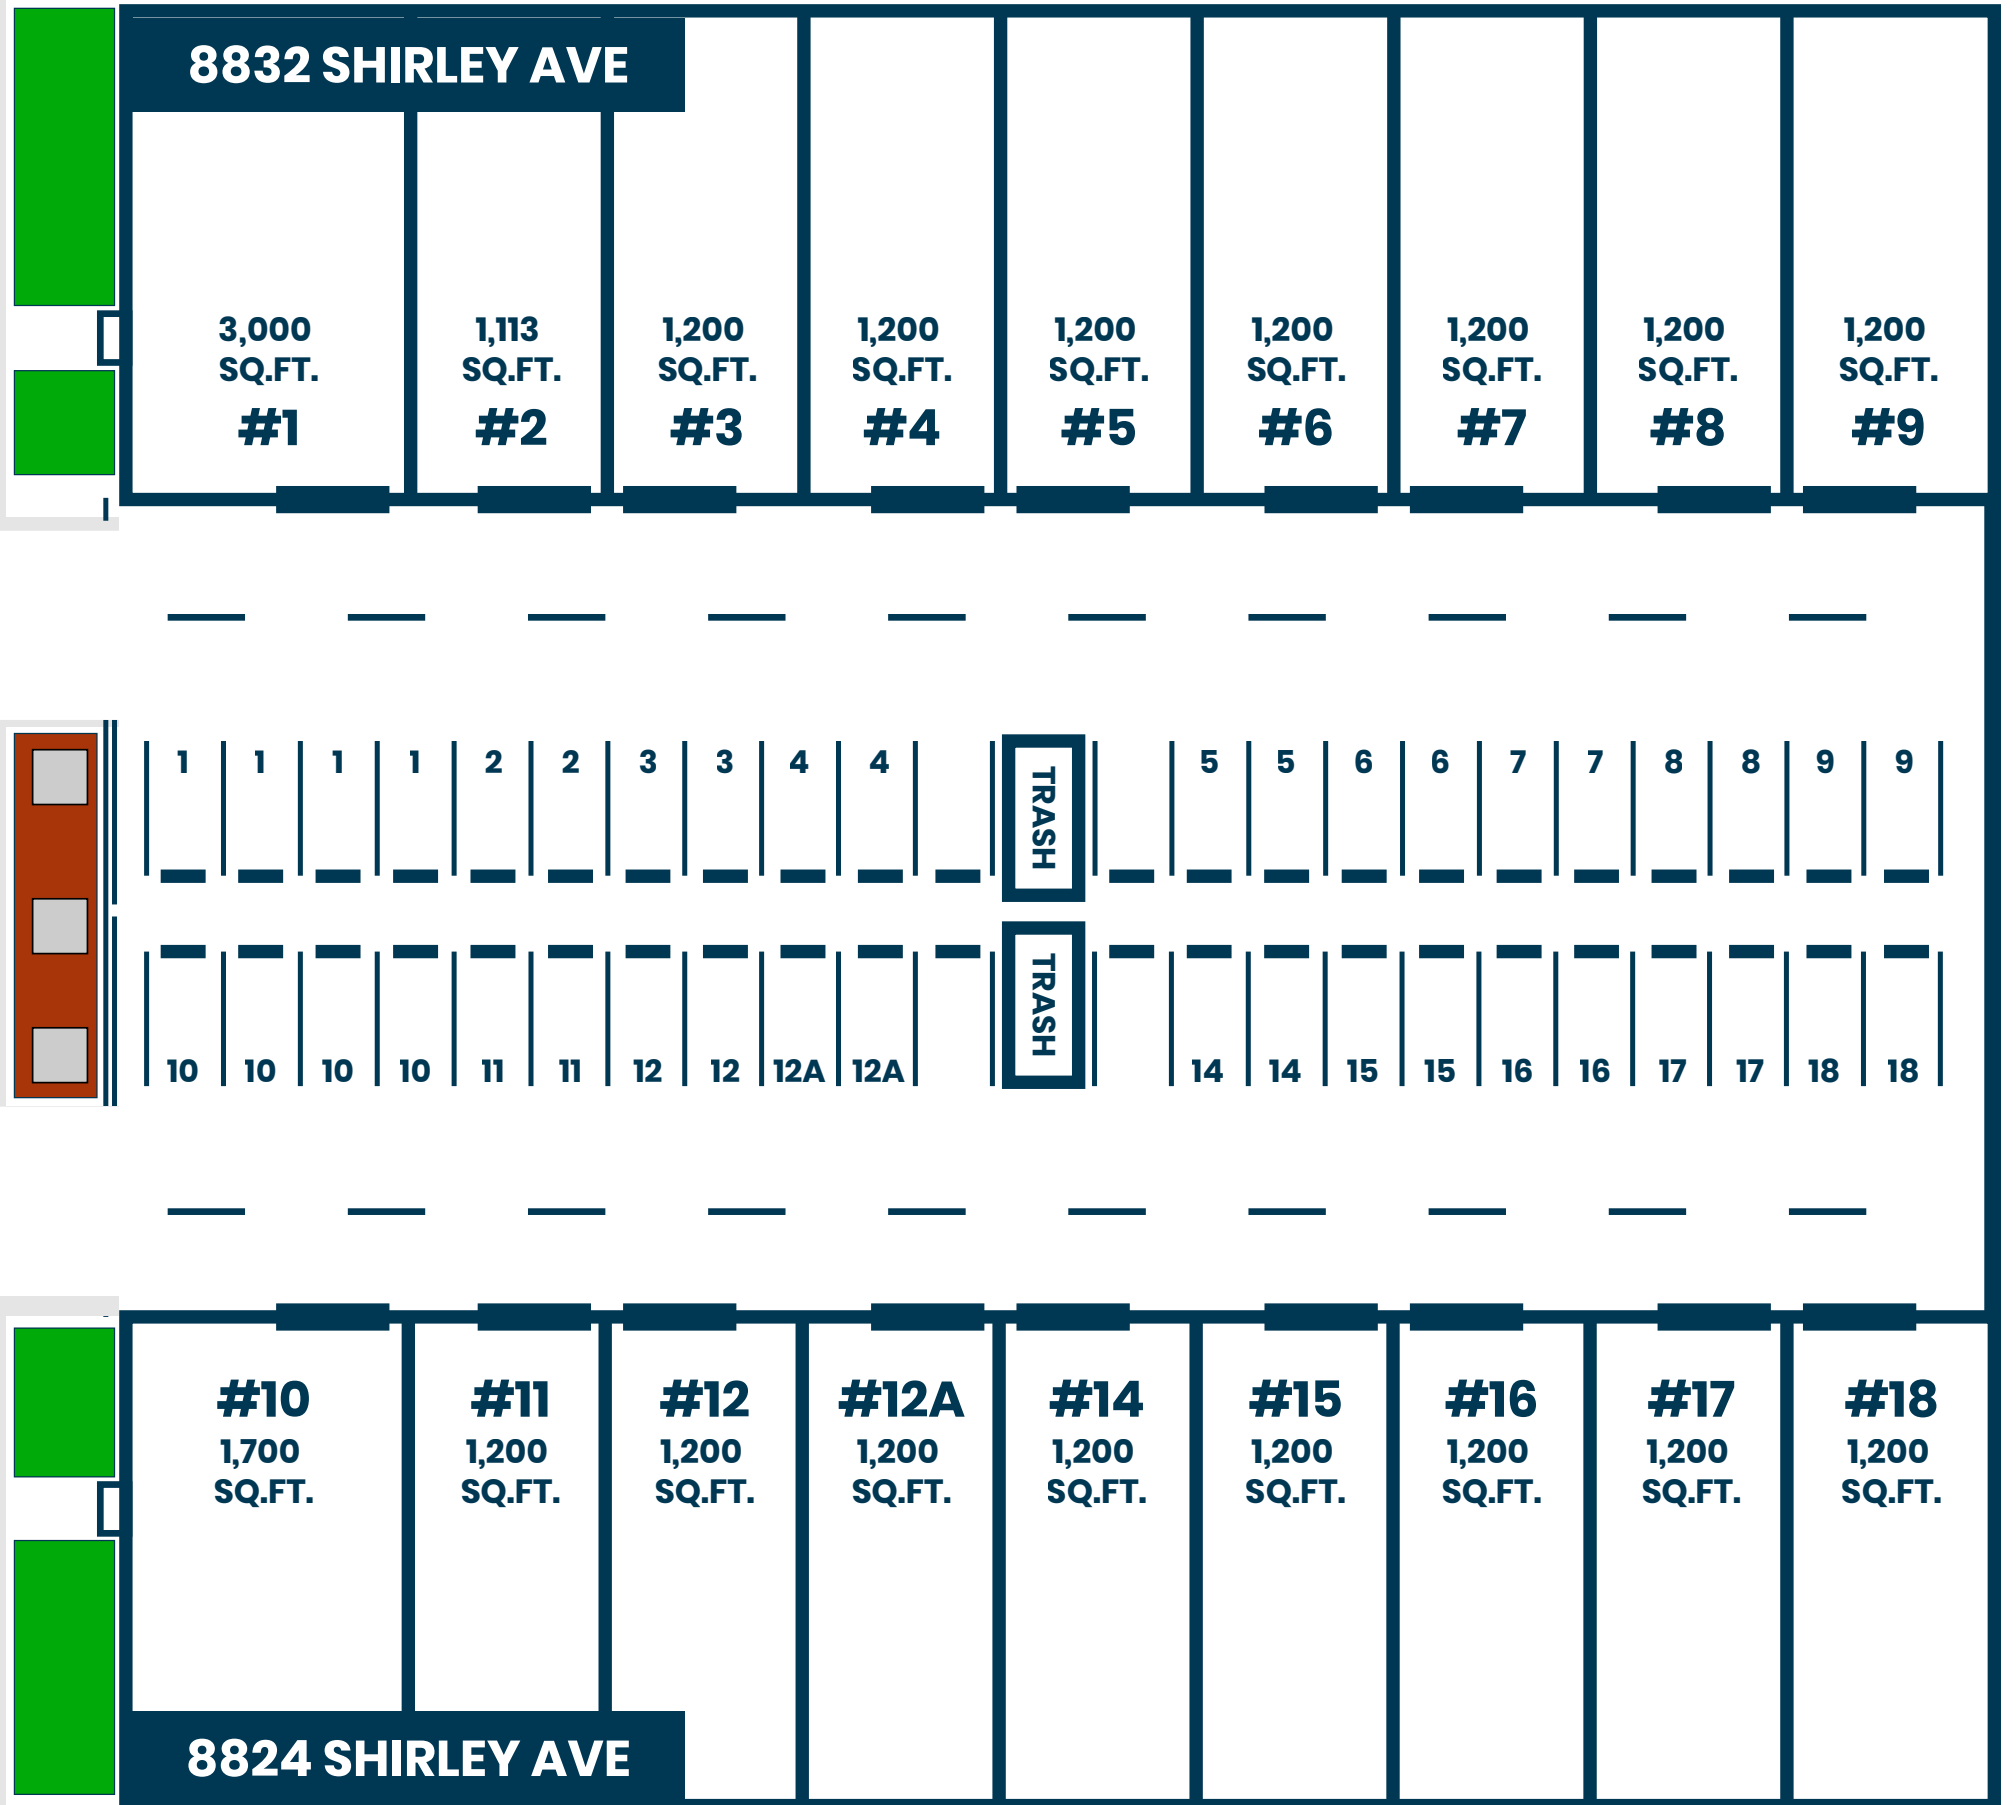 8832 SHIRLEY AVE
3,000 1,113 1,200 1,200 1,200 1,200 1,200 1,200 1,200
SQ.FT. SQ.FT. SQ.FT. SQ.FT. SQ.FT. SQ.FT. SQ.FT. SQ.FT. SQ.FT.
#1 #2 #3 #4 #5 #6 #7 #8 #9
1 1 1 1 2 2 3 3 4 4 5 5 6 6 7 7 8 8 9 9
TRASH
TRASH
10 10 10 10 11 11 12 12 12A 12A 14 14 15 15 16 16 17 17 18 18
#10 #11 #12 #12A #14 #15 #16 #17 #18
1,700 1,200 1,200 1,200 1,200 1,200 1,200 1,200 1,200
SQ.FT. SQ.FT. SQ.FT. SQ.FT. SQ.FT. SQ.FT. SQ.FT. SQ.FT. SQ.FT.
8824 SHIRLEY AVE